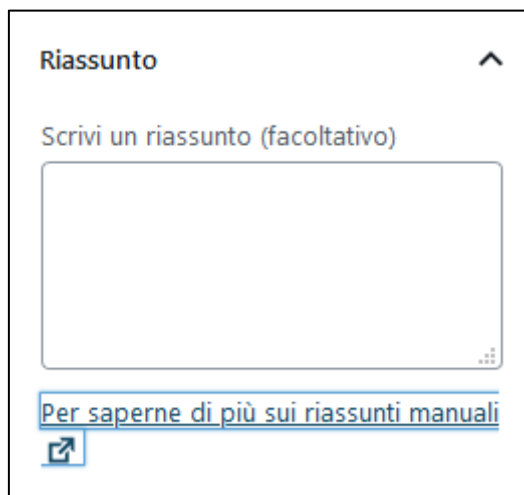 Riassunto
Scrivi un riassunto (facoltativo)
Per saperne di più sui riassunti manuali